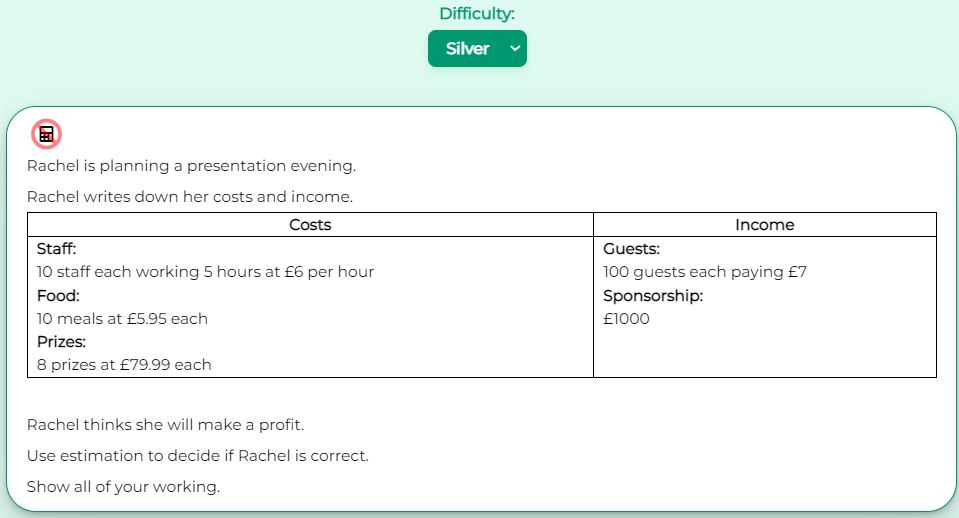 Difficulty:
Silver
Rachel is planning a presentation evening.
Rachel writes down her costs and income.
Costs
Income
Staff:
10 staff each working 5 hours at £6 per hour
Food:
10 meals at £5.95 each
Prizes:
8 prizes at £79.99 each
Guests:
100 guests each paying £7
Sponsorship:
£1000
Rachel thinks she will make a profit.
Use estimation to decide if Rachel is correct.
Show all of your working.